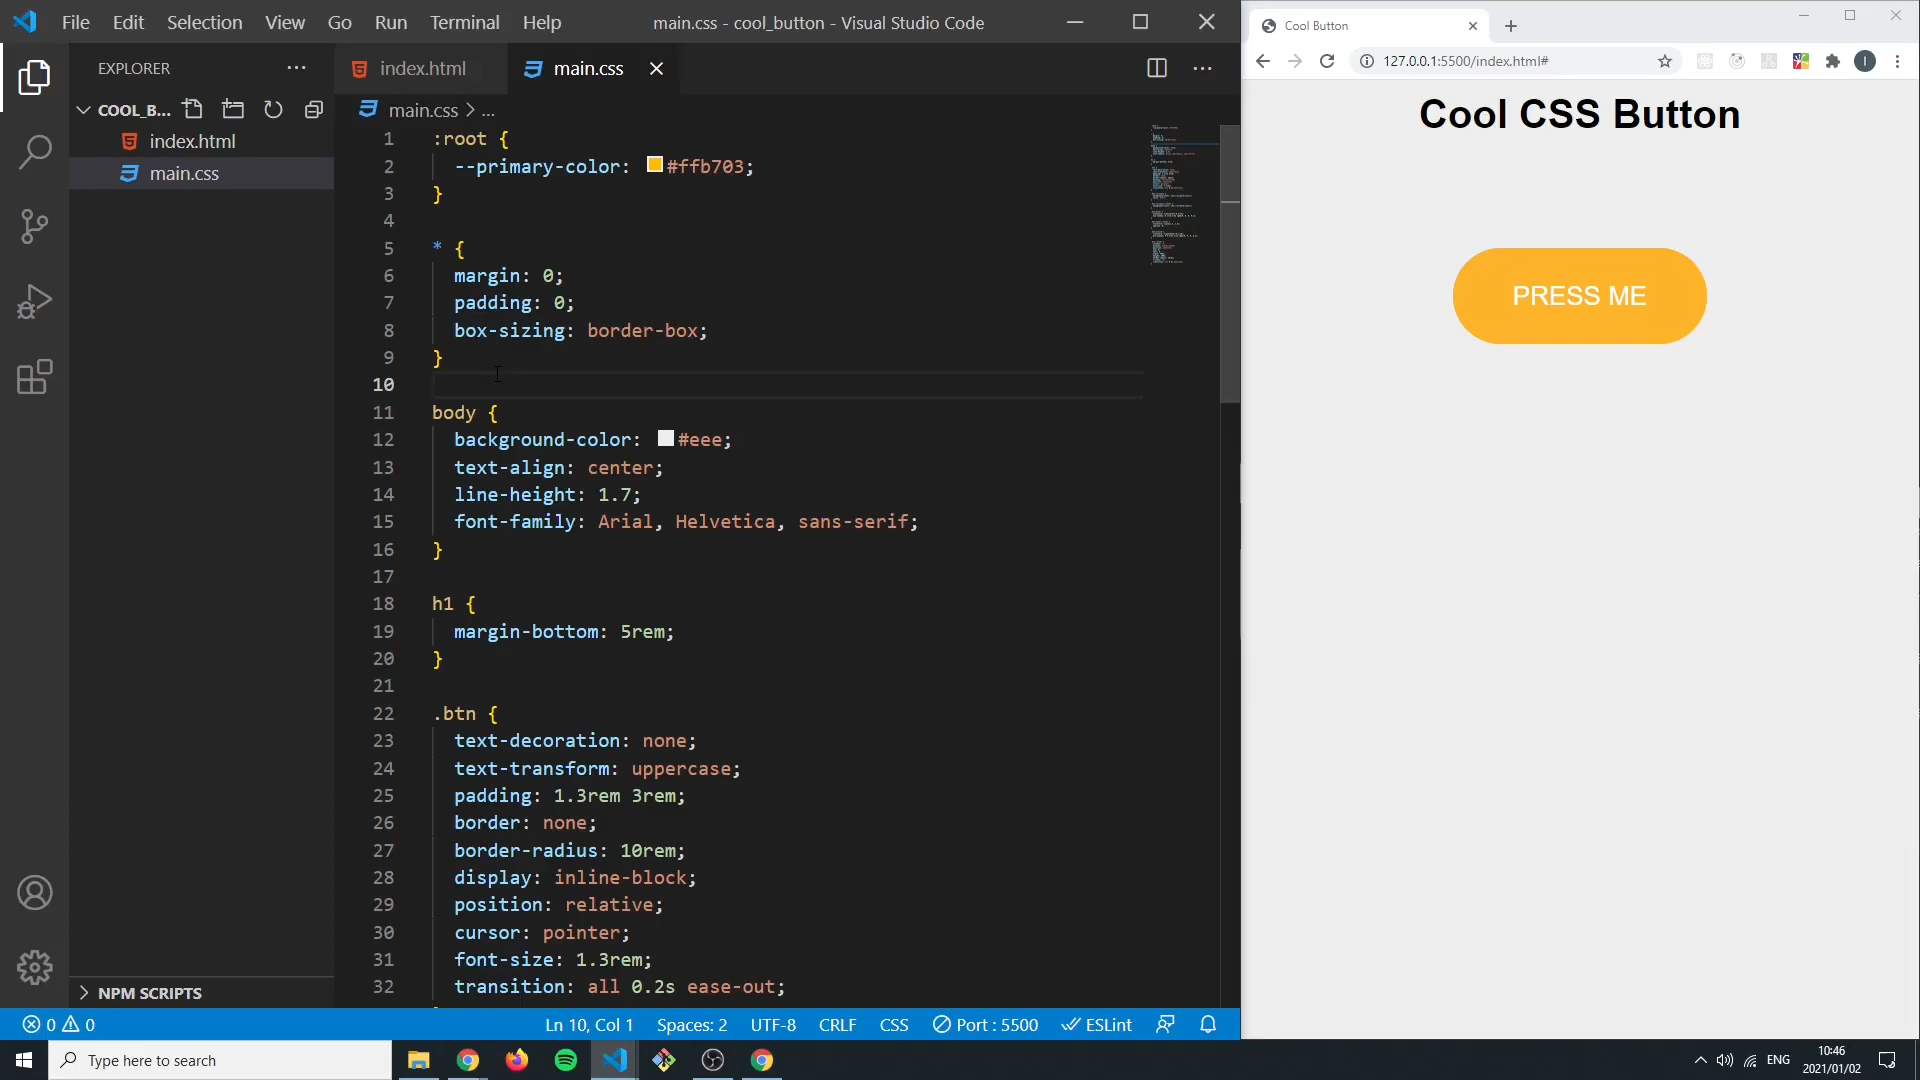 File Edit Selection View Go Run Terminal Help
main.css - cool_button - Visual Studio Code
EXPLORER
COOL_B...
index.html
main.css
NPM SCRIPTS
index.html
main.css
main.css > ...
1 :root {
2 --primary-color: #ffb703;
3 }
4
5 * {
6 margin: 0;
7 padding: 0;
8 box-sizing: border-box;
9 }
10
11 body {
12 background-color: #eee;
13 text-align: center;
14 line-height: 1.7;
15 font-family: Arial, Helvetica, sans-serif;
16 }
17
18 h1 {
19 margin-bottom: 5rem;
20 }
21
22 .btn {
23 text-decoration: none;
24 text-transform: uppercase;
25 padding: 1.3rem 3rem;
26 border: none;
27 border-radius: 10rem;
28 display: inline-block;
29 position: relative;
30 cursor: pointer;
31 font-size: 1.3rem;
32 transition: all 0.2s ease-out;
0 0
Ln 10, Col 1 Spaces: 2 UTF-8 CRLF CSS Port : 5500 ESLint
Cool Button
127.0.0.1:5500/index.html#
I
Cool CSS Button
PRESS ME
Type here to search
ENG
10:46
2021/01/02